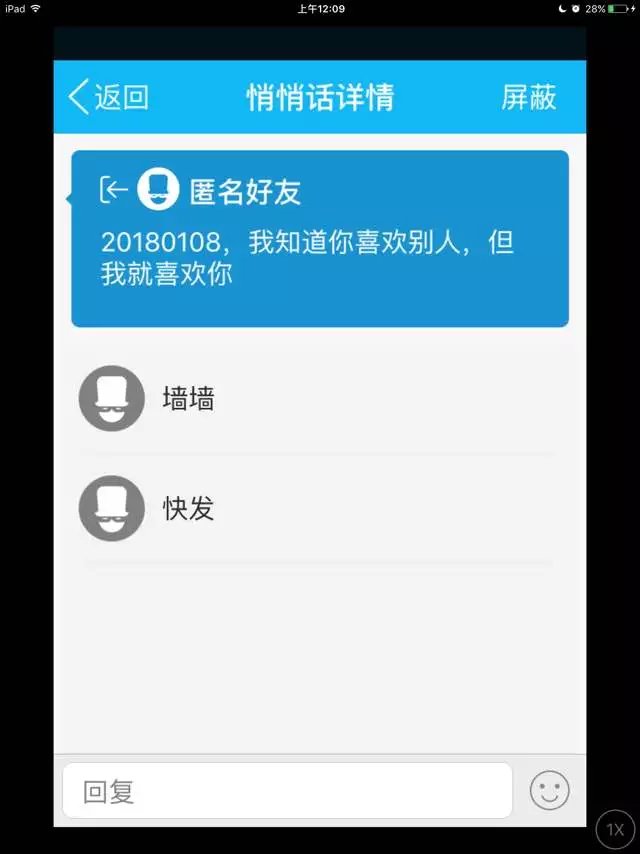 iPad 上午12:09 28%
返回 悄悄话详情 屏蔽
匿名好友
20180108，我知道你喜欢别人，但
我就喜欢你
墙墙
快发
回复
1X